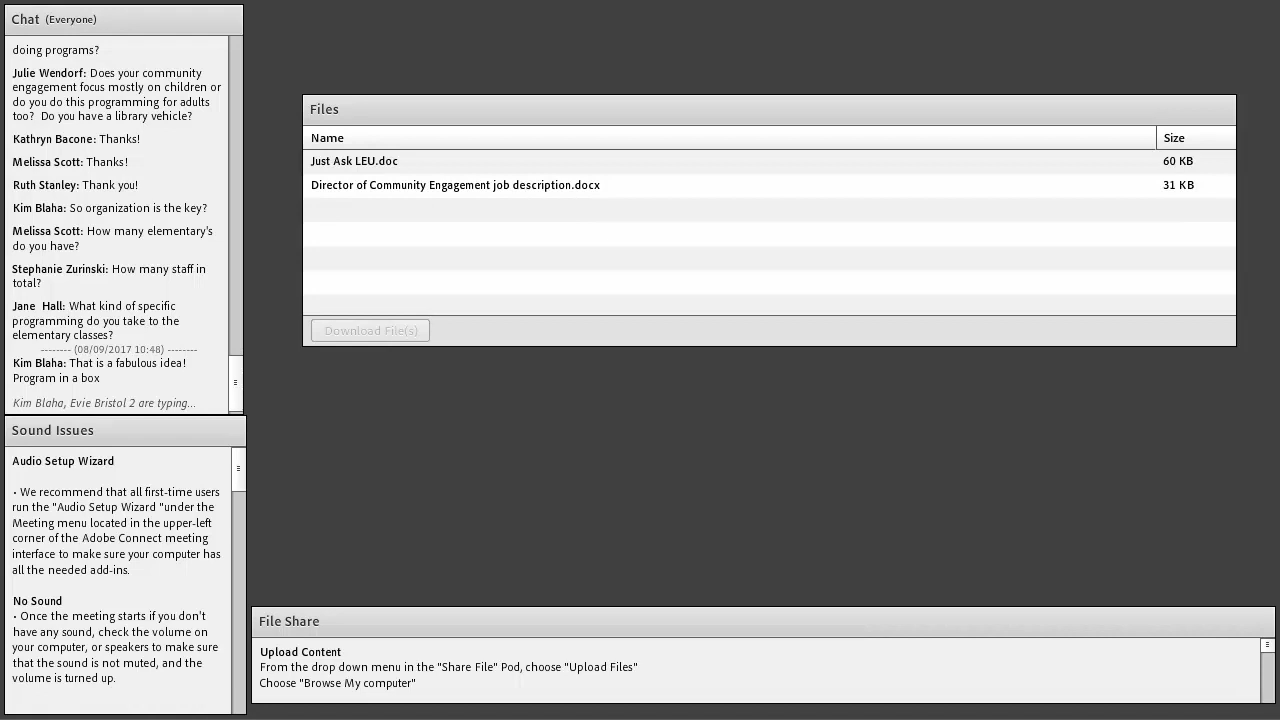 Chat (Everyone)
doing programs?
Julie Wendorf: Does your community
engagement focus mostly on children or
do you do this programming for adults
too? Do you have a library vehicle?
Kathryn Bacone: Thanks!
Melissa Scott: Thanks!
Ruth Stanley: Thank you!
Kim Blaha: So organization is the key?
Melissa Scott: How many elementary's
do you have?
Stephanie Zurinski: How many staff in
total?
Jane Hall: What kind of specific
programming do you take to the
elementary classes?
-------- (08/09/2017 10:48) --------
Kim Blaha: That is a fabulous idea!
Program in a box
Kim Blaha, Evie Bristol 2 are typing...
Sound Issues
Audio Setup Wizard
• We recommend that all first-time users
run the "Audio Setup Wizard "under the
Meeting menu located in the upper-left
corner of the Adobe Connect meeting
interface to make sure your computer has
all the needed add-ins.
No Sound
• Once the meeting starts if you don't
have any sound, check the volume on
your computer, or speakers to make sure
that the sound is not muted, and the
volume is turned up.
Files
Name Size
Just Ask LEU.doc 60 KB
Director of Community Engagement job description.docx 31 KB
Download File(s)
File Share
Upload Content
From the drop down menu in the "Share File" Pod, choose "Upload Files"
Choose "Browse My computer"